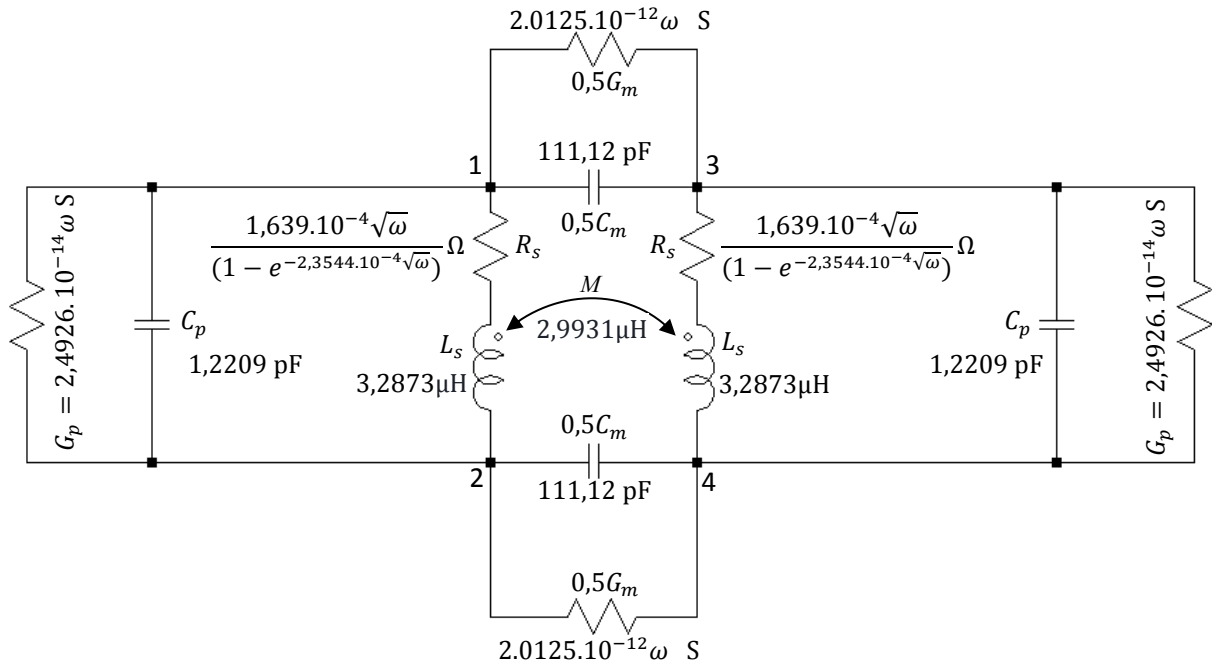 2.0125.10⁻¹²ω S
0,5Gₘ
1
111,12 pF
3
0,5Cₘ
1,639.10⁻⁴√ω
(1 − e^(−2,3544.10⁻⁴√ω))
Ω
Rₛ
Rₛ
1,639.10⁻⁴√ω
(1 − e^(−2,3544.10⁻⁴√ω))
Ω
M
2,9931μH
Gₚ = 2,4926.10⁻¹⁴ω S
Cₚ
1,2209 pF
Lₛ
3,2873μH
Lₛ
3,2873μH
Cₚ
1,2209 pF
Gₚ = 2,4926.10⁻¹⁴ω S
0,5Cₘ
2
111,12 pF
4
0,5Gₘ
2.0125.10⁻¹²ω S